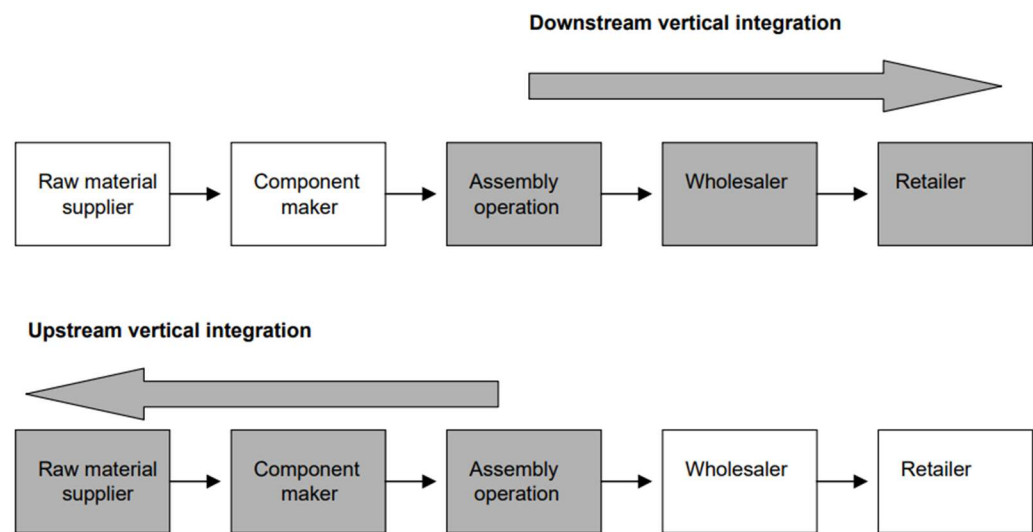 Downstream vertical integration
Raw material
supplier
Component
maker
Assembly
operation
Wholesaler
Retailer
Upstream vertical integration
Raw material
supplier
Component
maker
Assembly
operation
Wholesaler
Retailer